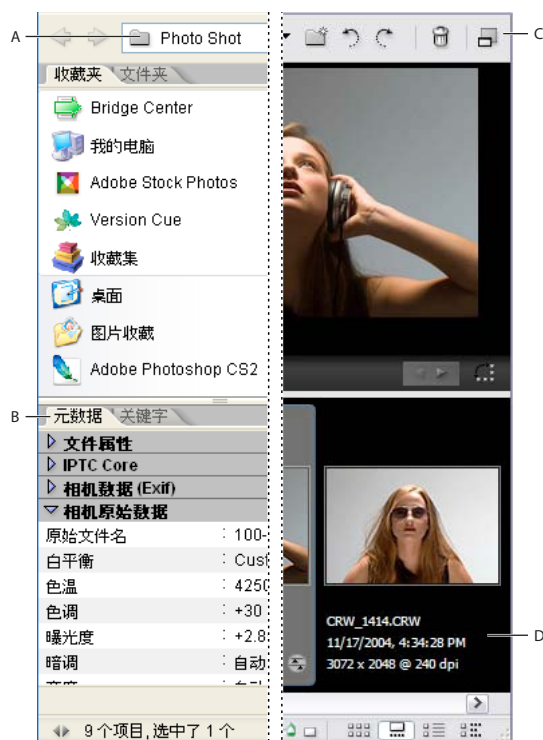 A
Photo Shot
C
收藏夹 文件夹
Bridge Center
我的电脑
Adobe Stock Photos
Version Cue
收藏集
桌面
图片收藏
Adobe Photoshop CS2
B
元数据 关键字
文件属性
IPTC Core
相机数据 (Exif)
相机原始数据
原始文件名 : 100-
白平衡 : Cust
色温 : 4250
色调 : +30
曝光度 : +2.8
暗调 : 自动
CRW_1414.CRW
11/17/2004, 4:34:28 PM
3072 x 2048 @ 240 dpi
D
9个项目,选中了1个